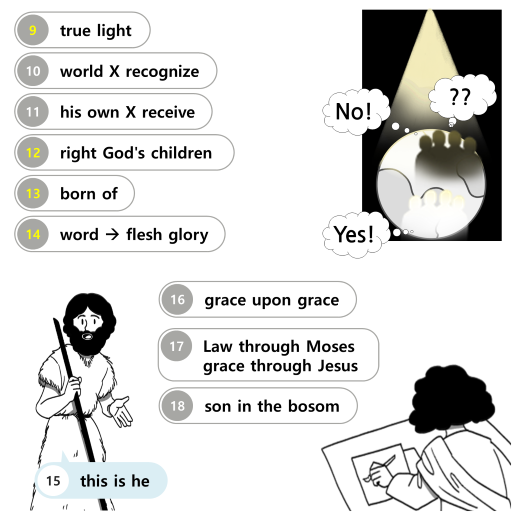 9 true light
10 world X recognize
11 his own X receive
12 right God's children
13 born of
14 word → flesh glory
No!
??
Yes!
16 grace upon grace
17 Law through Moses
grace through Jesus
18 son in the bosom
15 this is he